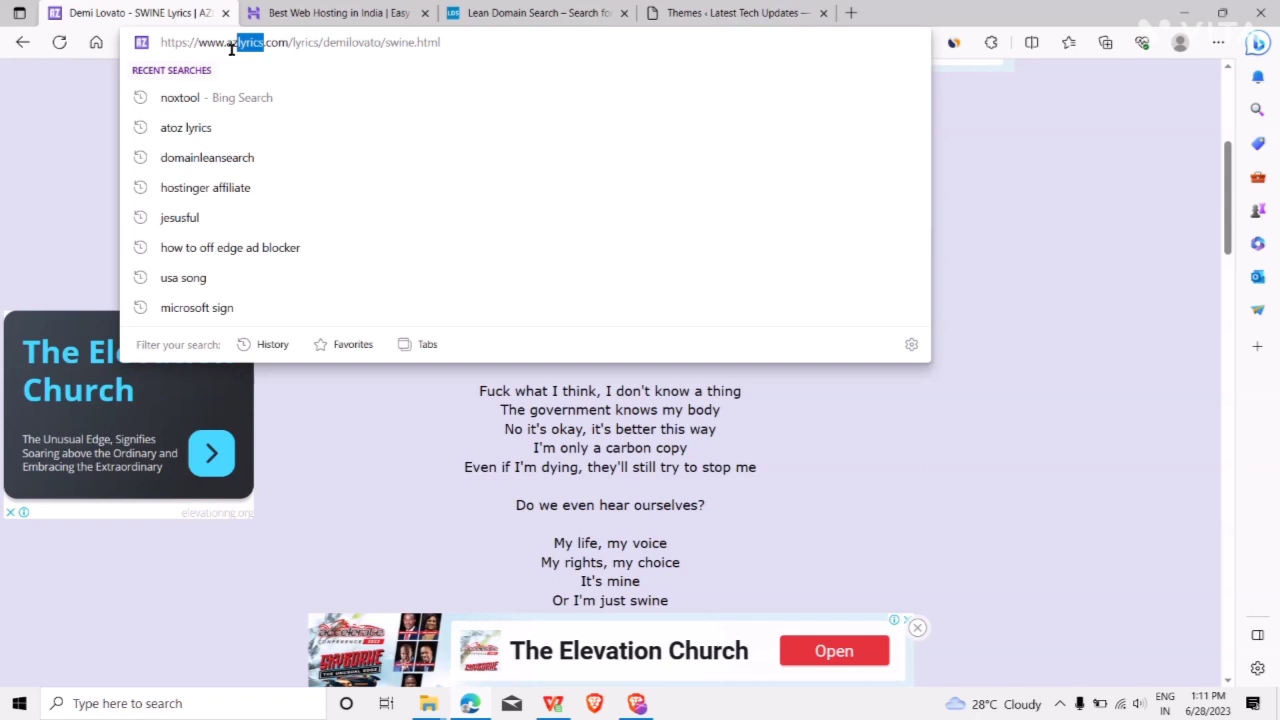 Demi Lovato - SWINE Lyrics | AZ
Best Web Hosting in India | Easy
Lean Domain Search – Search fo
Themes ‹ Latest Tech Updates —
https://www.azlyrics.com/lyrics/demilovato/swine.html
RECENT SEARCHES
noxtool - Bing Search
atoz lyrics
domainleansearch
hostinger affiliate
jesusful
how to off edge ad blocker
usa song
microsoft sign
Filter your search: History Favorites Tabs
The El
Church
The Unusual Edge, Signifies
Soaring above the Ordinary and
Embracing the Extraordinary
elevationng.org
Fuck what I think, I don't know a thing
The government knows my body
No it's okay, it's better this way
I'm only a carbon copy
Even if I'm dying, they'll still try to stop me
Do we even hear ourselves?
My life, my voice
My rights, my choice
It's mine
Or I'm just swine
The Elevation Church
Open
Type here to search
28°C Cloudy
ENG
IN
1:11 PM
6/28/2023